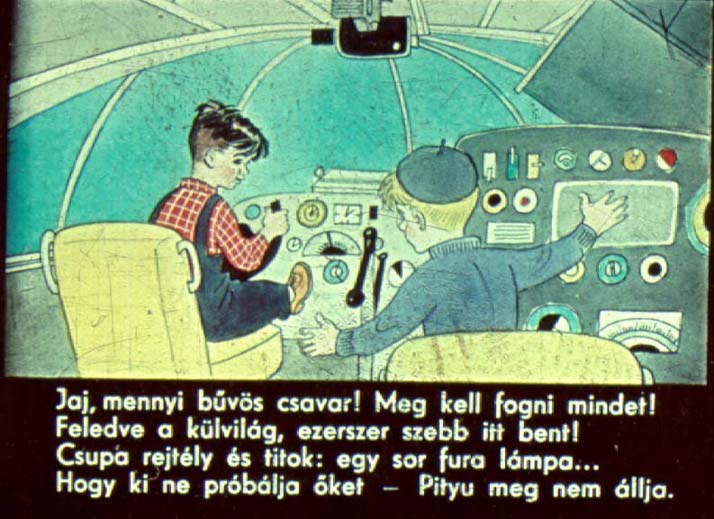 Jaj, mennyi bűvös csavar! Meg kell fogni mindet!
Feledve a külvilág, ezerszer szebb itt bent!
Csupa rejtély és titok: egy sor fura lámpa...
Hogy ki ne próbálja őket – Pityu meg nem állja.